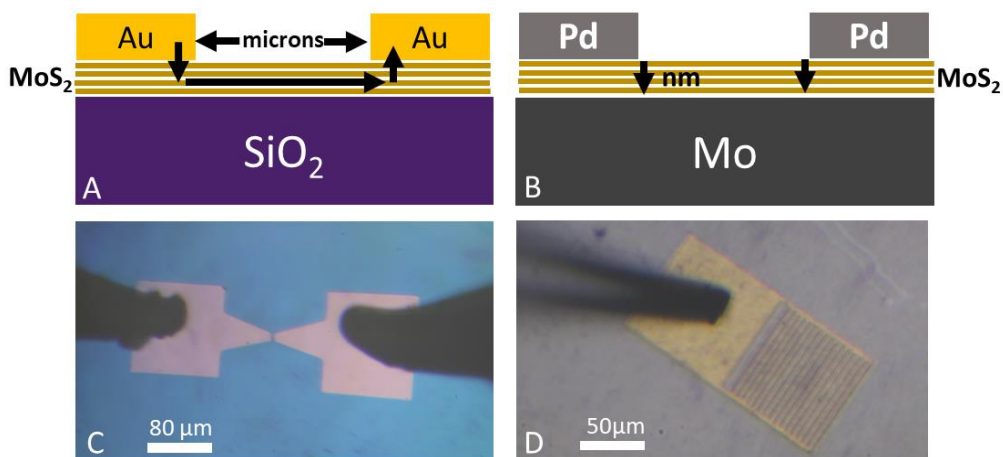 Au microns Au
MoS2
SiO2
A
Pd Pd
nm
MoS2
Mo
B
C 80 μm
D 50μm